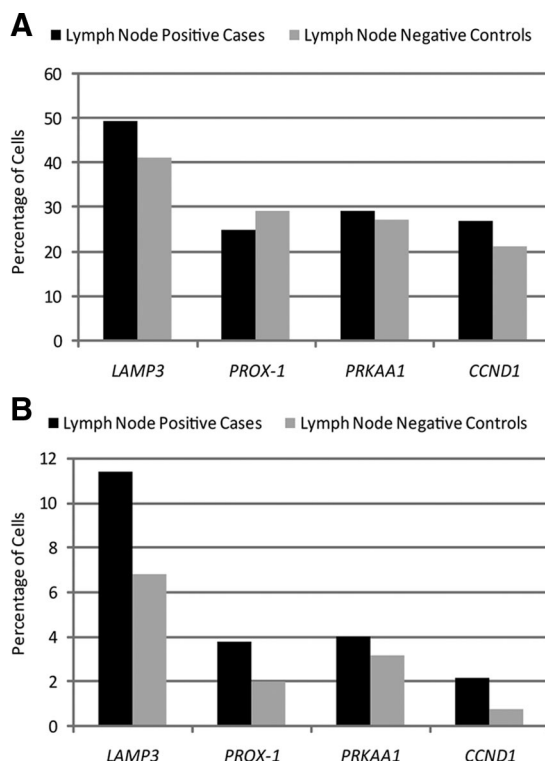 A
Lymph Node Positive Cases Lymph Node Negative Controls
60
50
40
30
20
10
0
Percentage of Cells
LAMP3 PROX-1 PRKAA1 CCND1
B
Lymph Node Positive Cases Lymph Node Negative Controls
12
10
8
6
4
2
0
Percentage of Cells
LAMP3 PROX-1 PRKAA1 CCND1